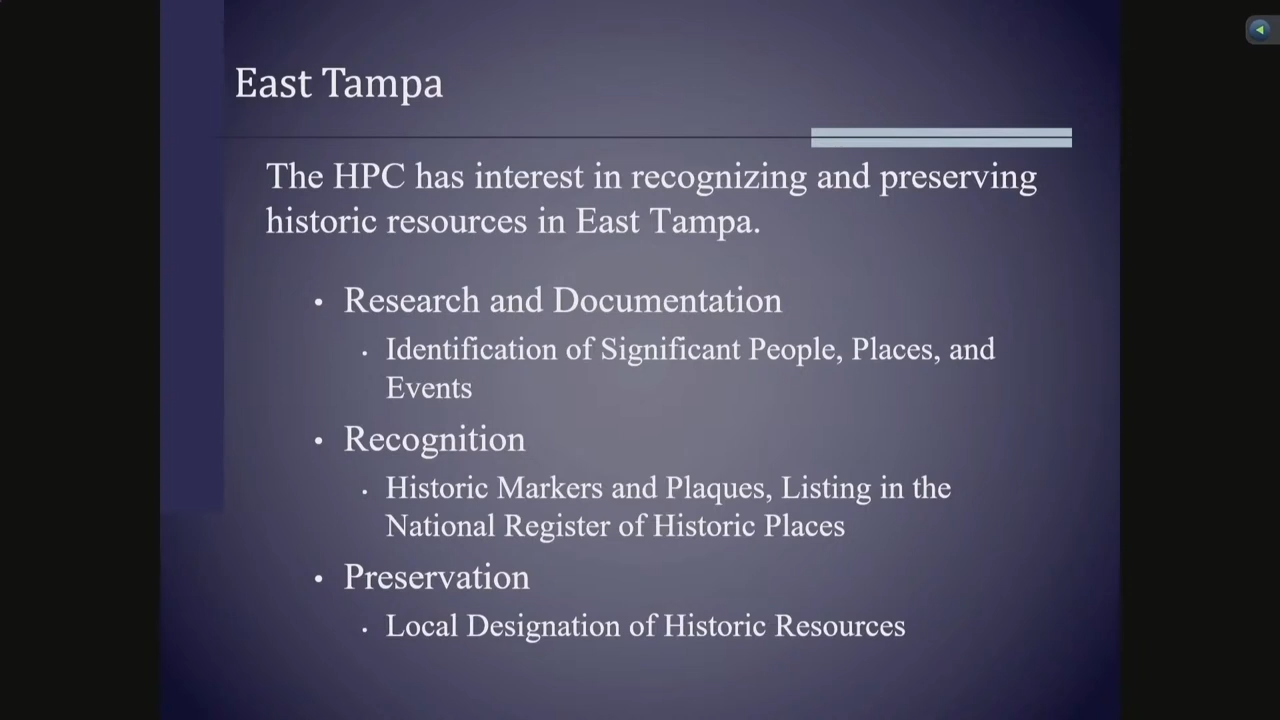 East Tampa
The HPC has interest in recognizing and preserving
historic resources in East Tampa.
• Research and Documentation
• Identification of Significant People, Places, and
Events
• Recognition
• Historic Markers and Plaques, Listing in the
National Register of Historic Places
• Preservation
• Local Designation of Historic Resources